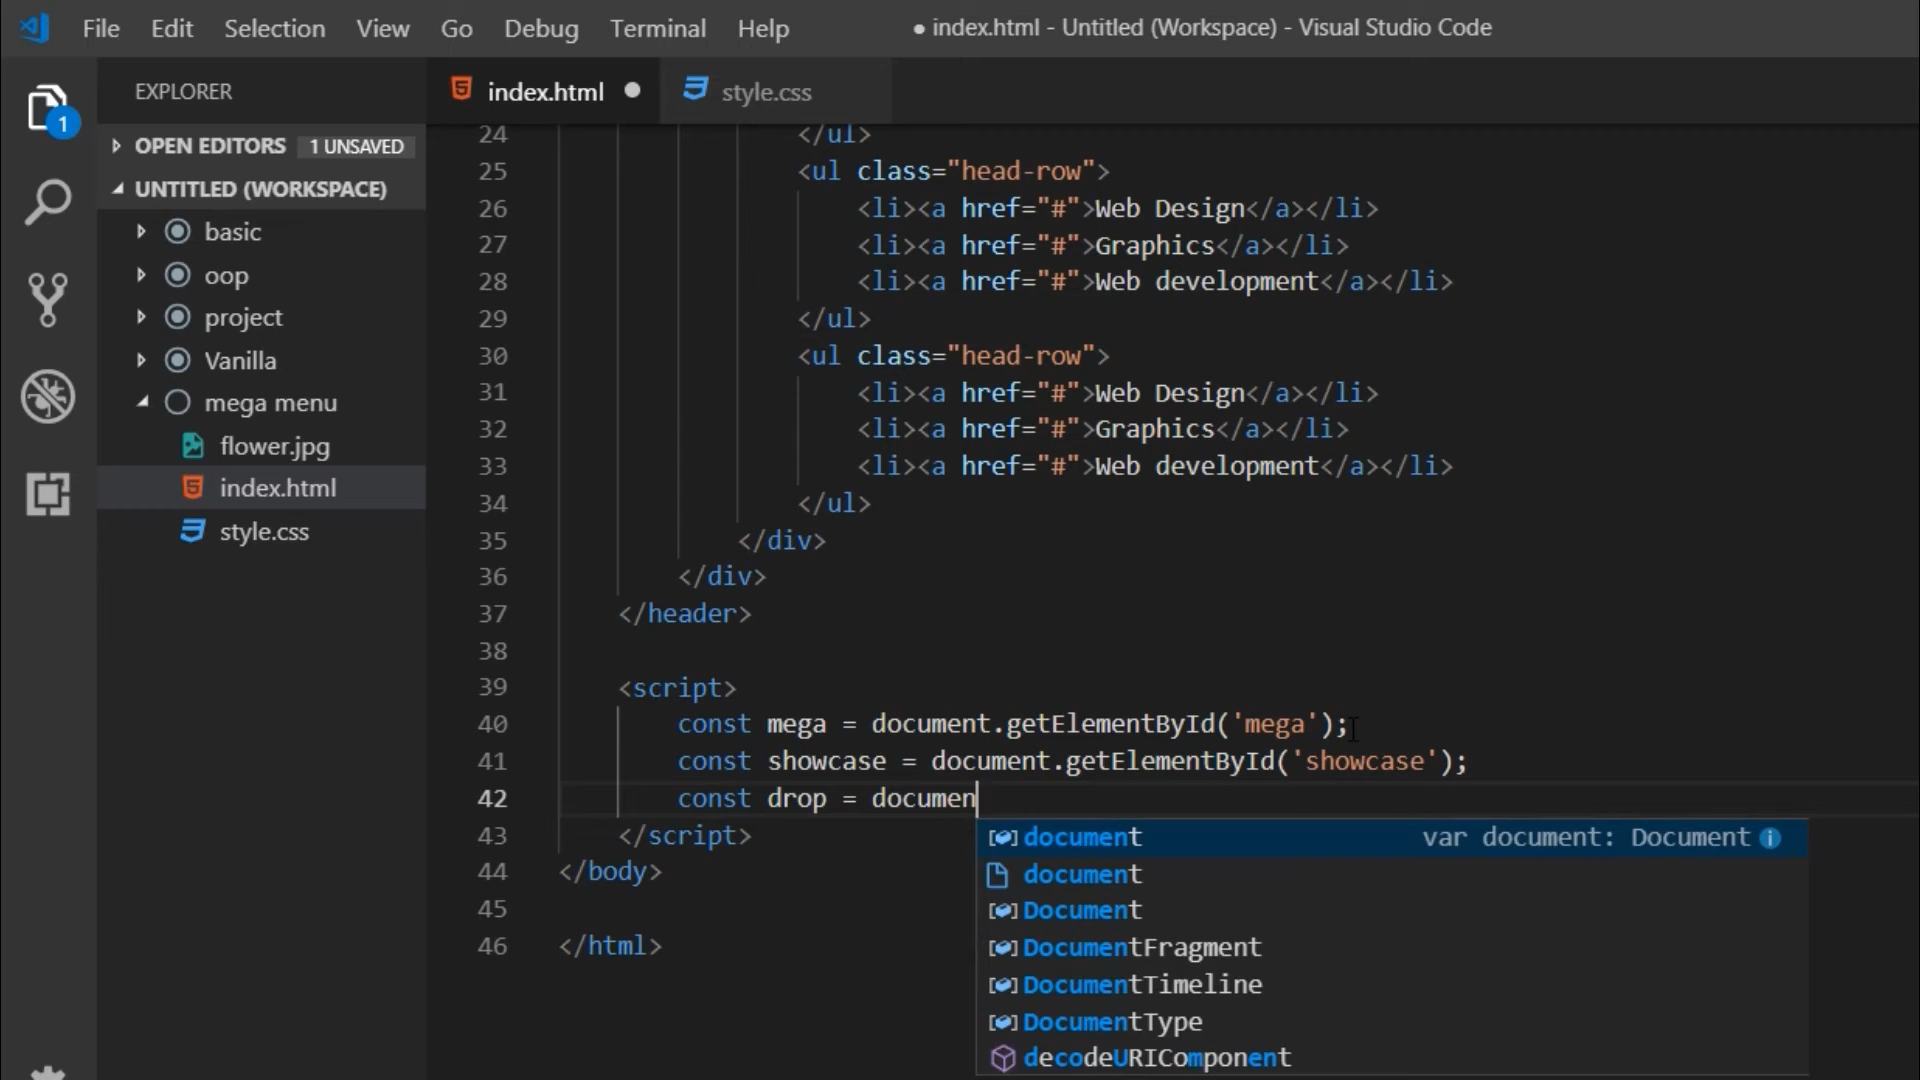 File Edit Selection View Go Debug Terminal Help ● index.html - Untitled (Workspace) - Visual Studio Code
EXPLORER
1
OPEN EDITORS 1 UNSAVED
UNTITLED (WORKSPACE)
basic
oop
project
Vanilla
mega menu
flower.jpg
index.html
style.css
index.html ● style.css
24 </ul>
25 <ul class="head-row">
26 <li><a href="#">Web Design</a></li>
27 <li><a href="#">Graphics</a></li>
28 <li><a href="#">Web development</a></li>
29 </ul>
30 <ul class="head-row">
31 <li><a href="#">Web Design</a></li>
32 <li><a href="#">Graphics</a></li>
33 <li><a href="#">Web development</a></li>
34 </ul>
35 </div>
36 </div>
37 </header>
38
39 <script>
40 const mega = document.getElementById('mega');
41 const showcase = document.getElementById('showcase');
42 const drop = documen
43 </script>
44 </body>
45
46 </html>
document var document: Document
document
Document
DocumentFragment
DocumentTimeline
DocumentType
decodeURIComponent